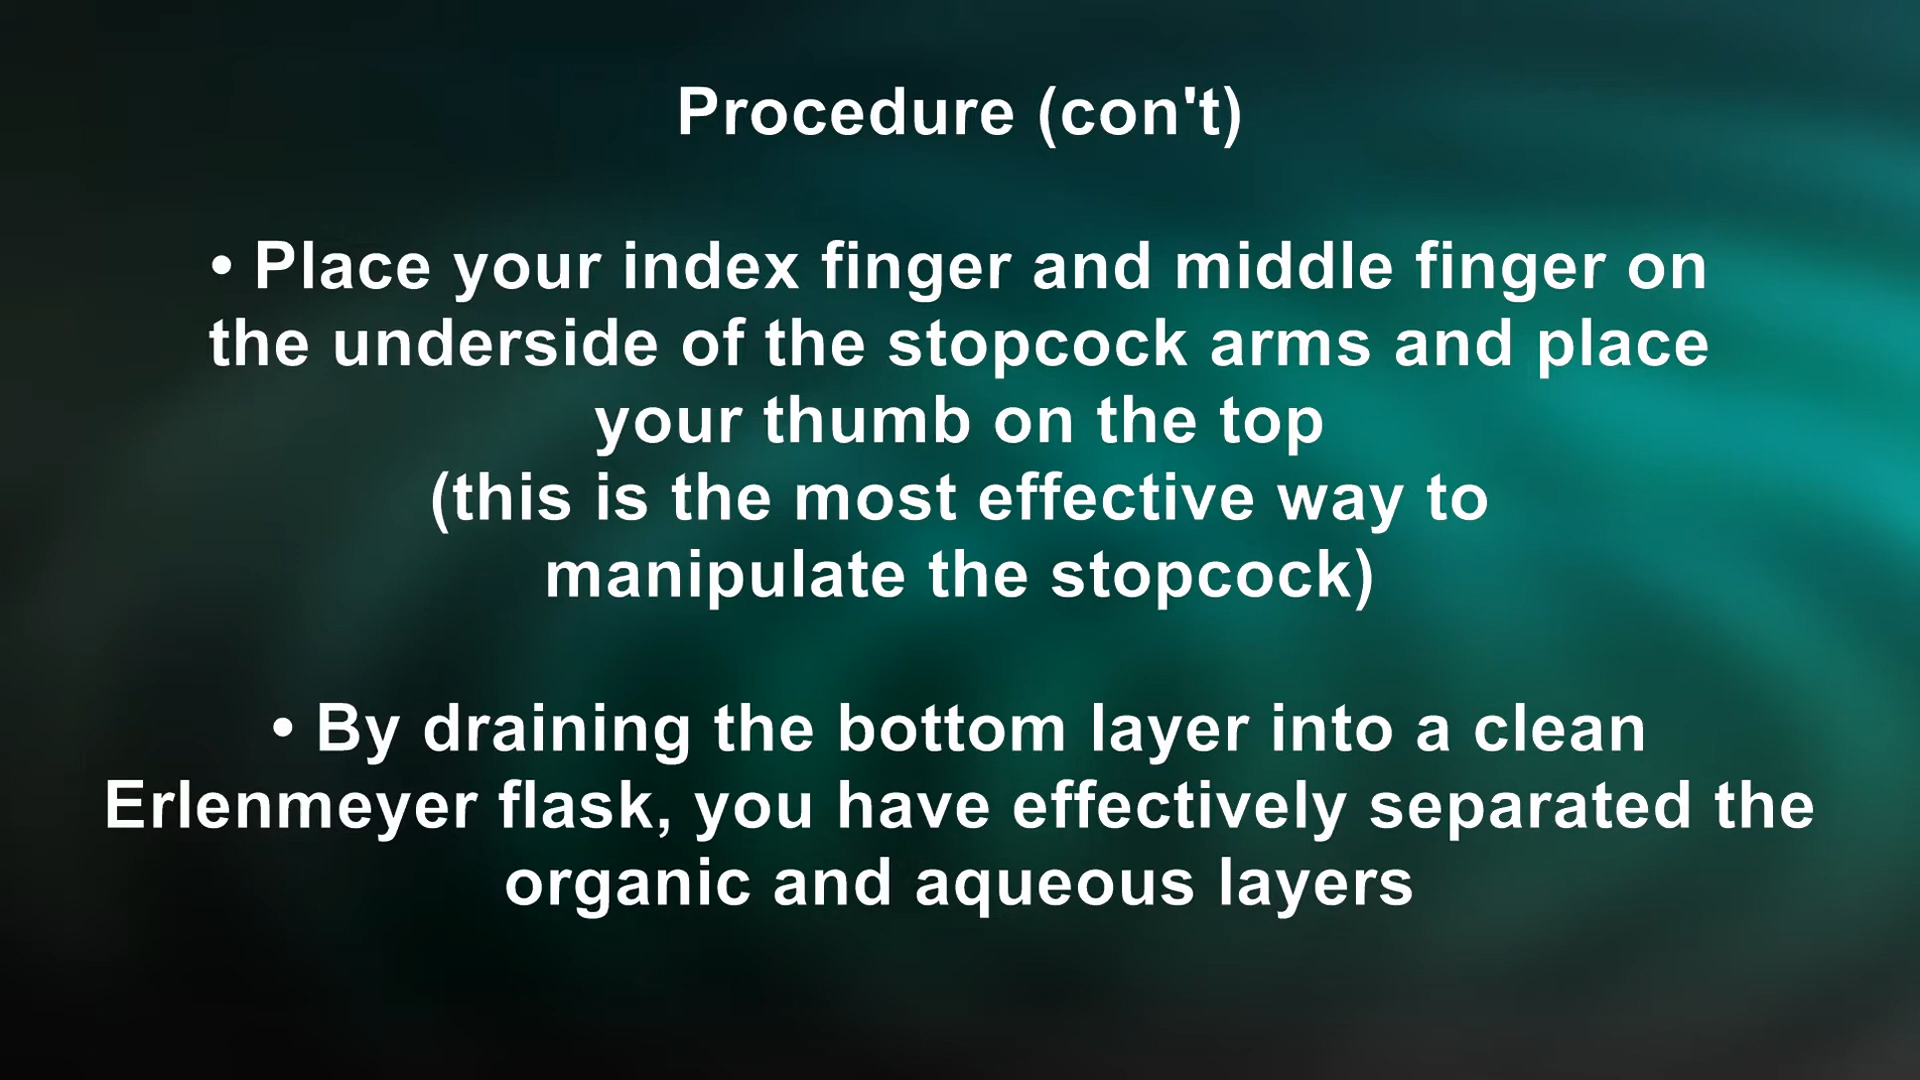 Procedure (con't)
• Place your index finger and middle finger on
the underside of the stopcock arms and place
your thumb on the top
(this is the most effective way to
manipulate the stopcock)
• By draining the bottom layer into a clean
Erlenmeyer flask, you have effectively separated the
organic and aqueous layers